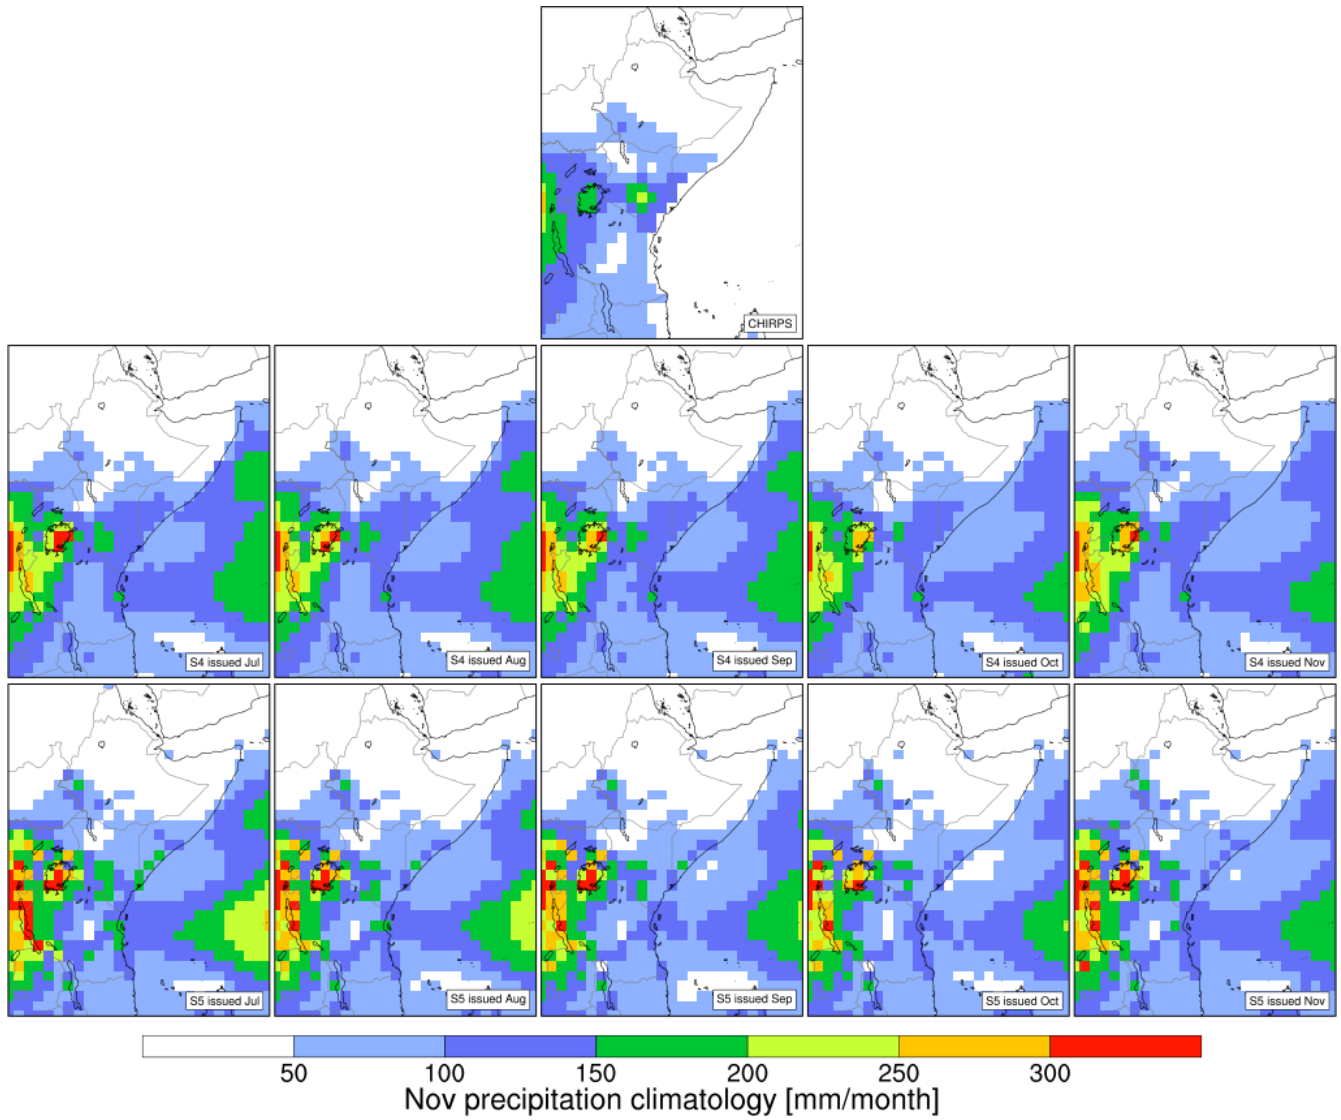 CHIRPS
S4 issued Jul
S4 issued Aug
S4 issued Sep
S4 issued Oct
S4 issued Nov
S5 issued Jul
S5 issued Aug
S5 issued Sep
S5 issued Oct
S5 issued Nov
50 100 150 200 250 300
Nov precipitation climatology [mm/month]